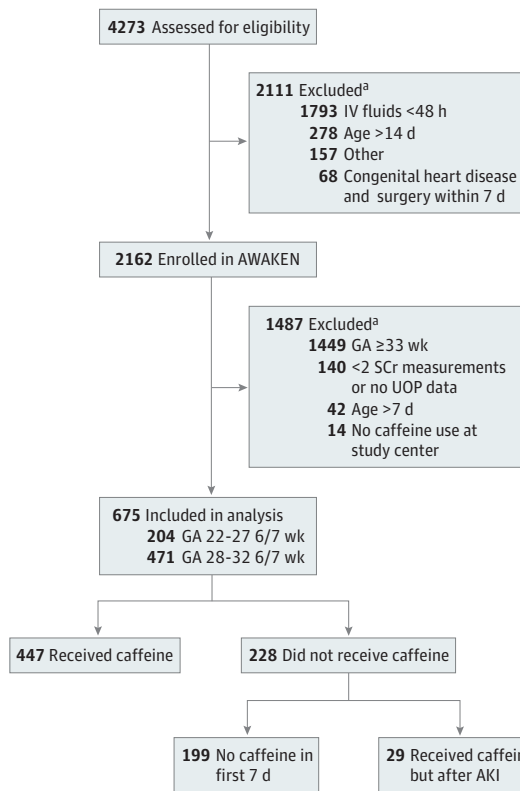 4273 Assessed for eligibility
2111 Excludeda
1793 IV fluids <48 h
278 Age >14 d
157 Other
68 Congenital heart disease
and surgery within 7 d
2162 Enrolled in AWAKEN
1487 Excludeda
1449 GA ≥33 wk
140 <2 SCr measurements
or no UOP data
42 Age >7 d
14 No caffeine use at
study center
675 Included in analysis
204 GA 22-27 6/7 wk
471 GA 28-32 6/7 wk
447 Received caffeine
228 Did not receive caffeine
199 No caffeine in
first 7 d
29 Received caffein
but after AKI